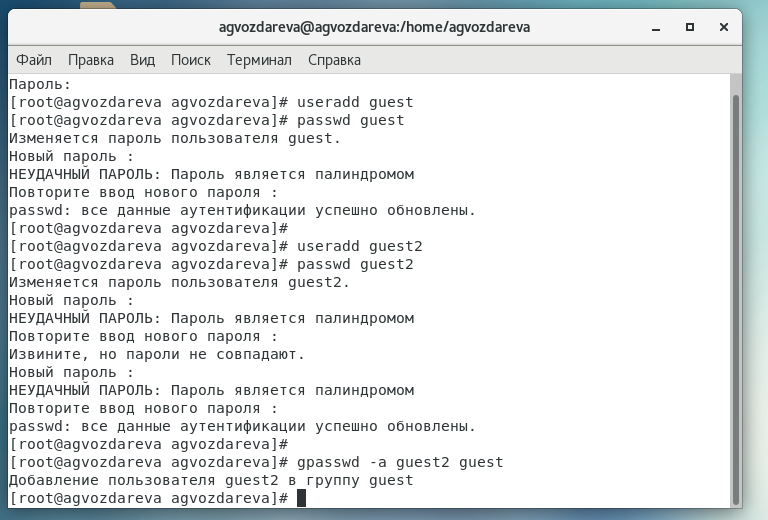 agvozdareva@agvozdareva:/home/agvozdareva
Файл Правка Вид Поиск Терминал Справка
Пароль:
[root@agvozdareva agvozdareva]# useradd guest
[root@agvozdareva agvozdareva]# passwd guest
Изменяется пароль пользователя guest.
Новый пароль :
НЕУДАЧНЫЙ ПАРОЛЬ: Пароль является палиндромом
Повторите ввод нового пароля :
passwd: все данные аутентификации успешно обновлены.
[root@agvozdareva agvozdareva]#
[root@agvozdareva agvozdareva]# useradd guest2
[root@agvozdareva agvozdareva]# passwd guest2
Изменяется пароль пользователя guest2.
Новый пароль :
НЕУДАЧНЫЙ ПАРОЛЬ: Пароль является палиндромом
Повторите ввод нового пароля :
Извините, но пароли не совпадают.
Новый пароль :
НЕУДАЧНЫЙ ПАРОЛЬ: Пароль является палиндромом
Повторите ввод нового пароля :
passwd: все данные аутентификации успешно обновлены.
[root@agvozdareva agvozdareva]#
[root@agvozdareva agvozdareva]# gpasswd -a guest2 guest
Добавление пользователя guest2 в группу guest
[root@agvozdareva agvozdareva]#